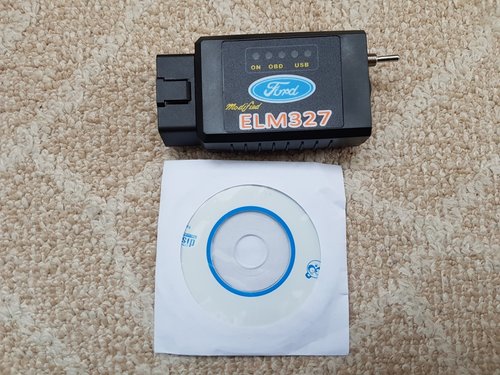 ON OBD USB
Ford
Modified
ELM327